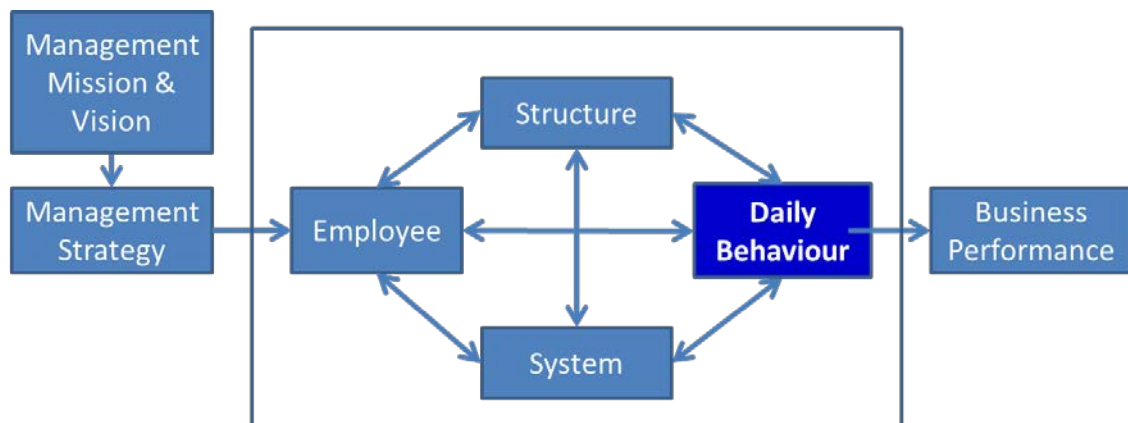 Management
Mission &
Vision
Structure
Management
Strategy
Employee
Daily
Behaviour
Business
Performance
System